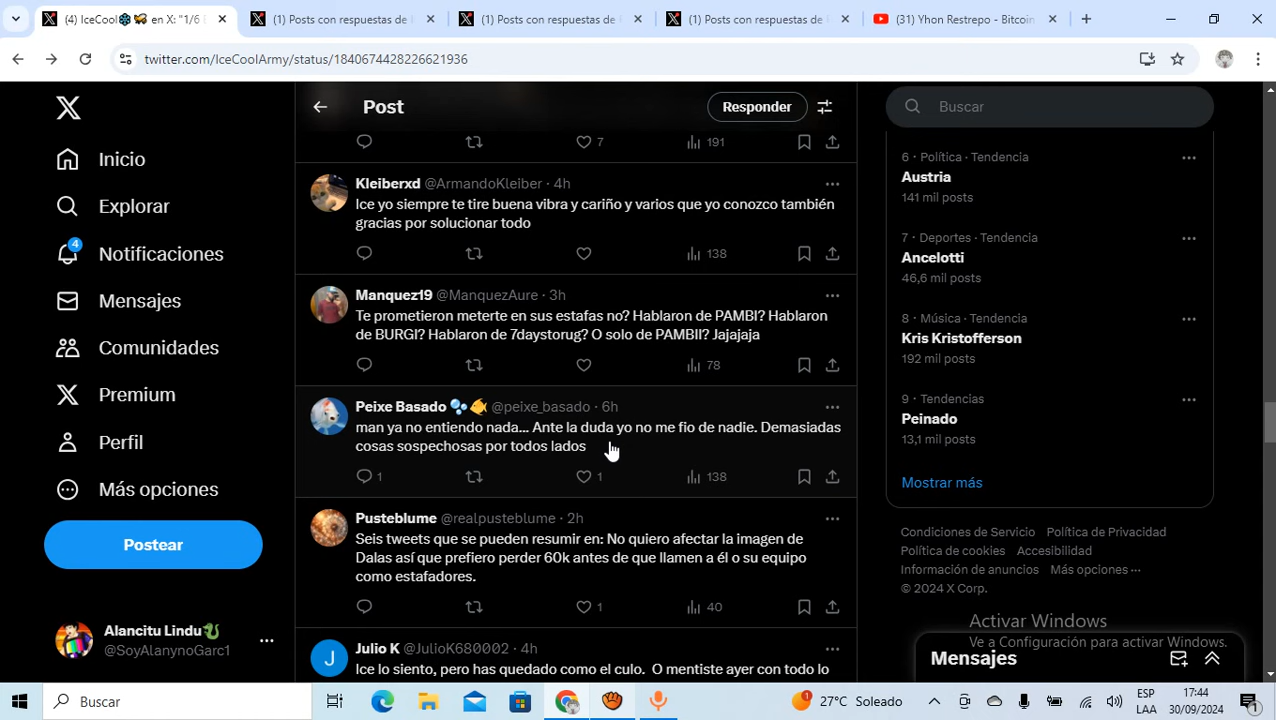 (4) IceCool en X: "1/6 E
(1) Posts con respuestas de
(1) Posts con respuestas de
(1) Posts con respuestas de
(31) Yhon Restrepo - Bitcoin
twitter.com/IceCoolArmy/status/1840674428226621936
Inicio
Explorar
4
Notificaciones
Mensajes
Comunidades
Premium
Perfil
Más opciones
Postear
Alancitu Lindu🐉
@SoyAlanynoGarc1
Post
Responder
7
191
Kleiberxd @ArmandoKleiber · 4h
Ice yo siempre te tire buena vibra y cariño y varios que yo conozco también
gracias por solucionar todo
138
Manquez19 @ManquezAure · 3h
Te prometieron meterte en sus estafas no? Hablaron de PAMBI? Hablaron
de BURGI? Hablaron de 7daystorug? O solo de PAMBII? Jajajaja
78
Peixe Basado 🫧🐠 @peixe_basado · 6h
man ya no entiendo nada... Ante la duda yo no me fio de nadie. Demasiadas
cosas sospechosas por todos lados
1
1
138
Pusteblume @realpusteblume · 2h
Seis tweets que se pueden resumir en: No quiero afectar la imagen de
Dalas así que prefiero perder 60k antes de que llamen a él o su equipo
como estafadores.
1
40
J
Julio K @JulioK680002 · 4h
Ice lo siento, pero has quedado como el culo. O mentiste ayer con todo lo
Buscar
6 · Política · Tendencia
Austria
141 mil posts
7 · Deportes · Tendencia
Ancelotti
46,6 mil posts
8 · Música · Tendencia
Kris Kristofferson
192 mil posts
9 · Tendencias
Peinado
13,1 mil posts
Mostrar más
Condiciones de Servicio Política de Privacidad
Política de cookies Accesibilidad
Información de anuncios Más opciones ···
© 2024 X Corp.
Activar Windows
Ve a Configuración para activar Windows.
Mensajes
Buscar
1
27°C Soleado
ESP
LAA
17:44
30/09/2024
1